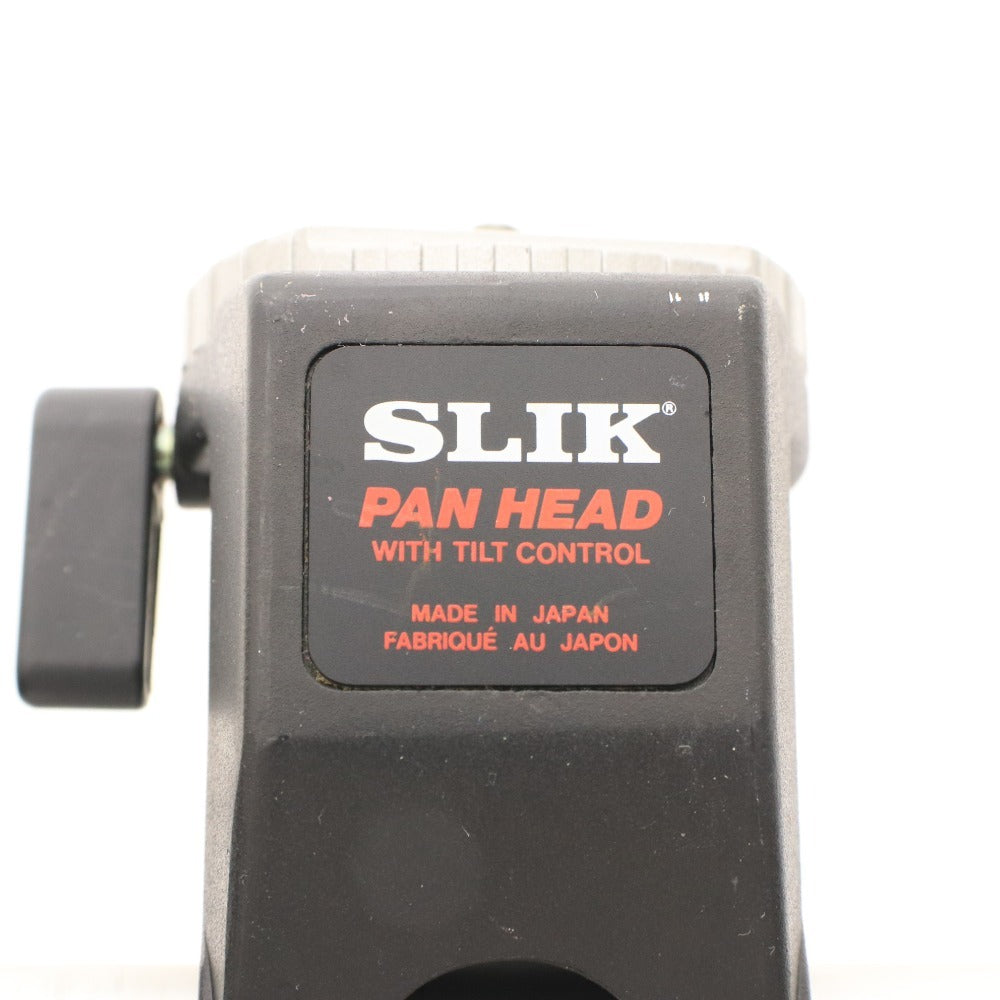 SLIK®
PAN HEAD
WITH TILT CONTROL
MADE IN JAPAN
FABRIQUÉ AU JAPON